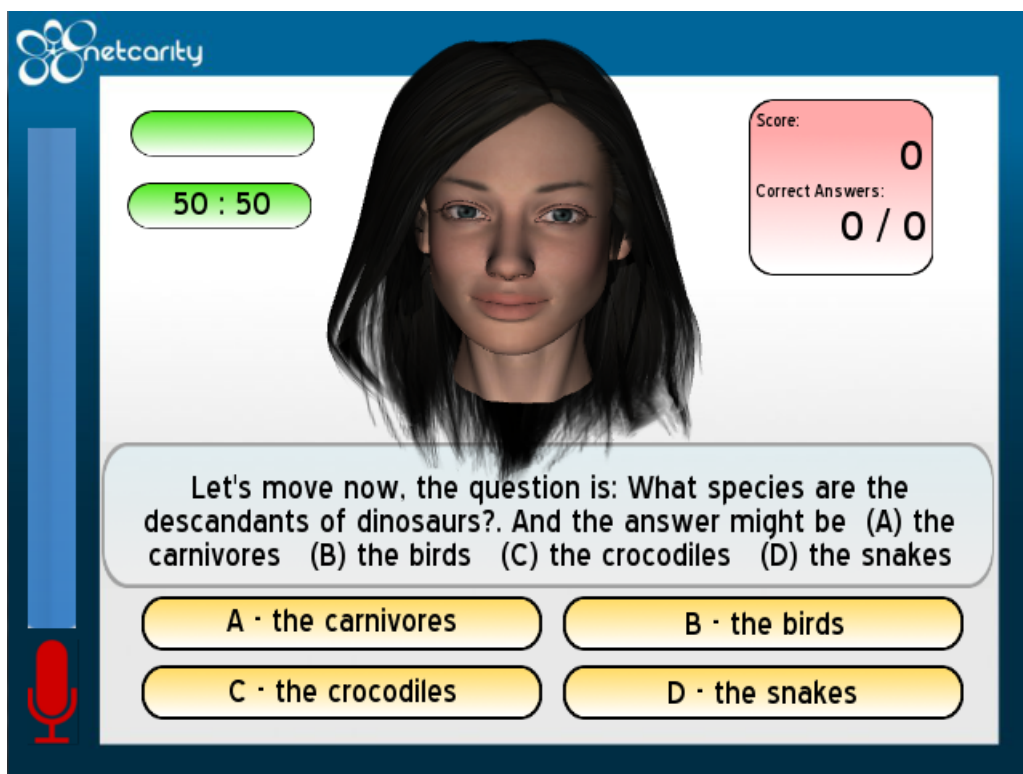 netcarity
50 : 50
Score:
0
Correct Answers:
0 / 0
Let's move now, the question is: What species are the
descandants of dinosaurs?. And the answer might be (A) the
carnivores (B) the birds (C) the crocodiles (D) the snakes
A - the carnivores
B - the birds
C - the crocodiles
D - the snakes